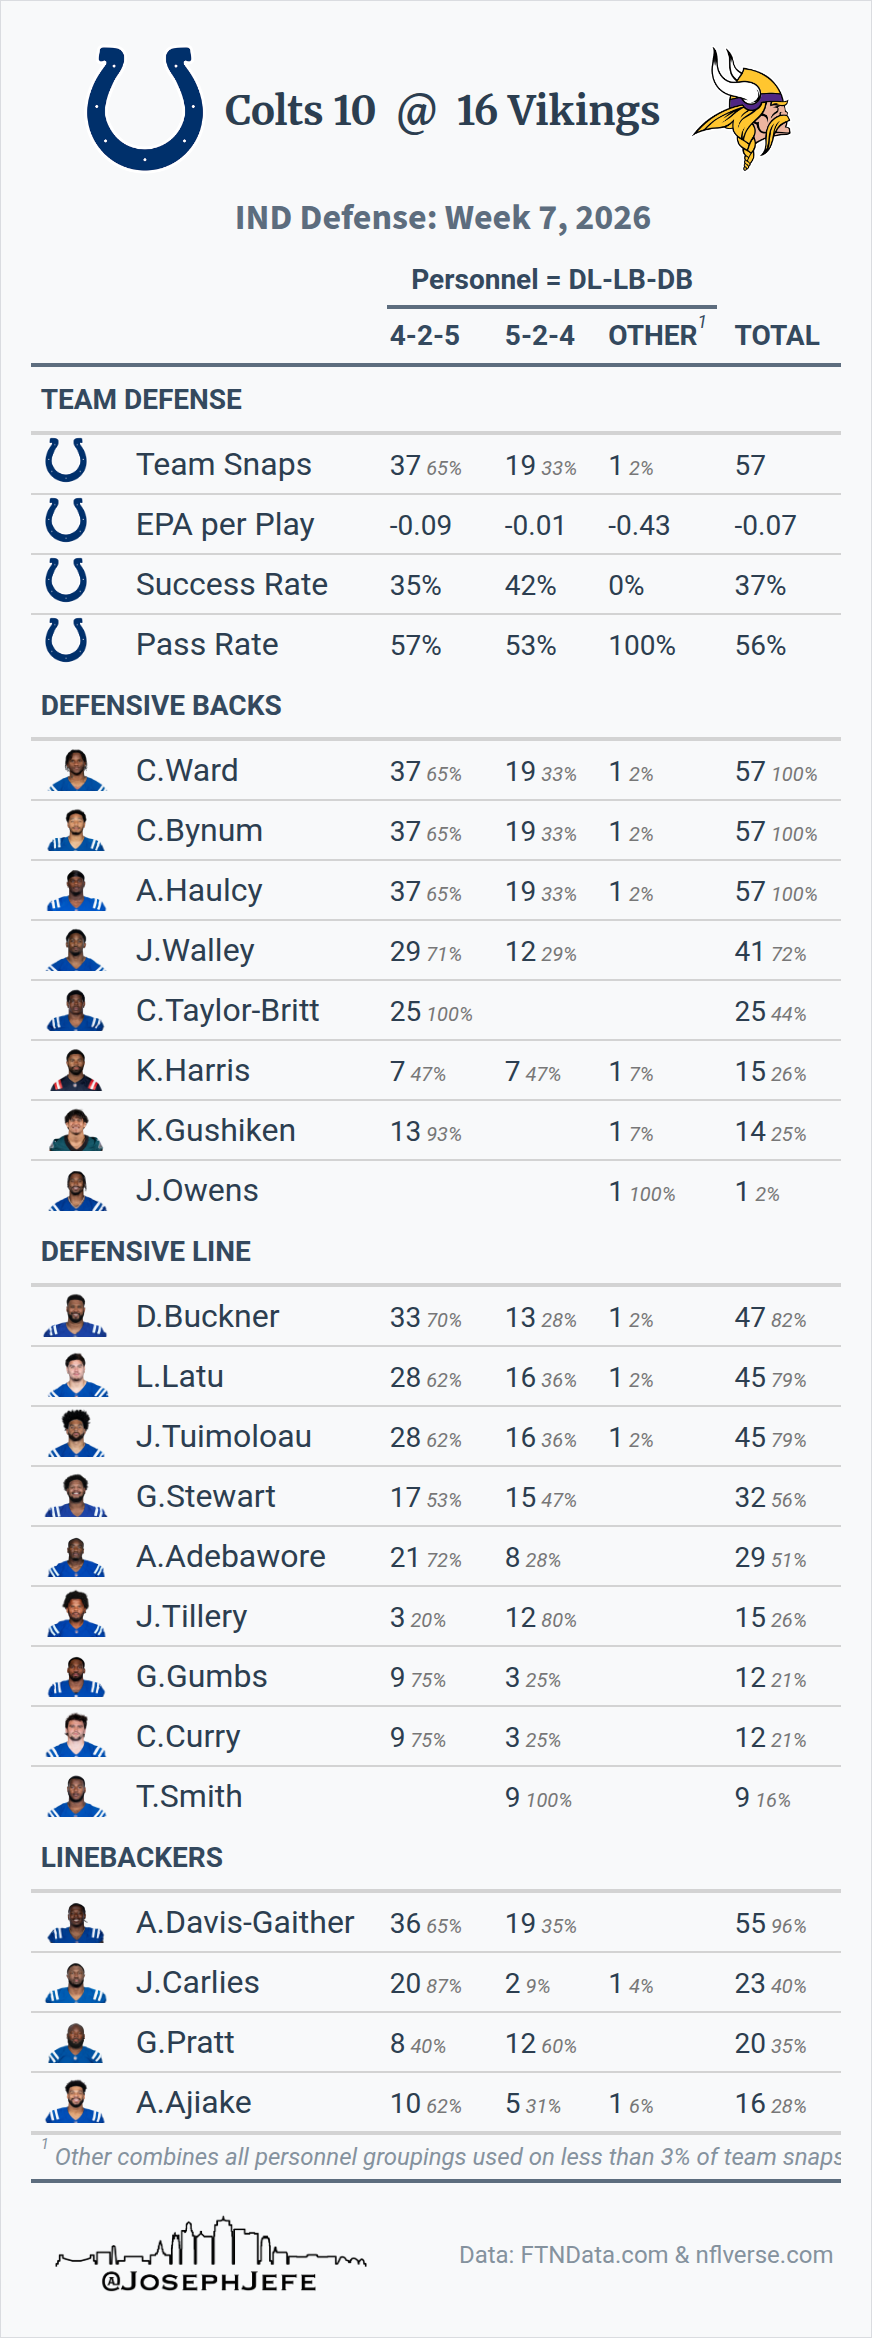 Colts 10 @ 16 Vikings
IND Defense: Week 7, 2026
Personnel = DL-LB-DB
4-2-5 5-2-4 OTHER1 TOTAL
TEAM DEFENSE
Team Snaps 37 65% 19 33% 1 2% 57
EPA per Play -0.09 -0.01 -0.43 -0.07
Success Rate 35% 42% 0% 37%
Pass Rate 57% 53% 100% 56%
DEFENSIVE BACKS
C.Ward 37 65% 19 33% 1 2% 57 100%
C.Bynum 37 65% 19 33% 1 2% 57 100%
A.Haulcy 37 65% 19 33% 1 2% 57 100%
J.Walley 29 71% 12 29% 41 72%
C.Taylor-Britt 25 100% 25 44%
K.Harris 7 47% 7 47% 1 7% 15 26%
K.Gushiken 13 93% 1 7% 14 25%
J.Owens 1 100% 1 2%
DEFENSIVE LINE
D.Buckner 33 70% 13 28% 1 2% 47 82%
L.Latu 28 62% 16 36% 1 2% 45 79%
J.Tuimoloau 28 62% 16 36% 1 2% 45 79%
G.Stewart 17 53% 15 47% 32 56%
A.Adebawore 21 72% 8 28% 29 51%
J.Tillery 3 20% 12 80% 15 26%
G.Gumbs 9 75% 3 25% 12 21%
C.Curry 9 75% 3 25% 12 21%
T.Smith 9 100% 9 16%
LINEBACKERS
A.Davis-Gaither 36 65% 19 35% 55 96%
J.Carlies 20 87% 2 9% 1 4% 23 40%
G.Pratt 8 40% 12 60% 20 35%
A.Ajiake 10 62% 5 31% 1 6% 16 28%
1 Other combines all personnel groupings used on less than 3% of team snaps
@JOSEPHJEFE
Data: FTNData.com & nflverse.com